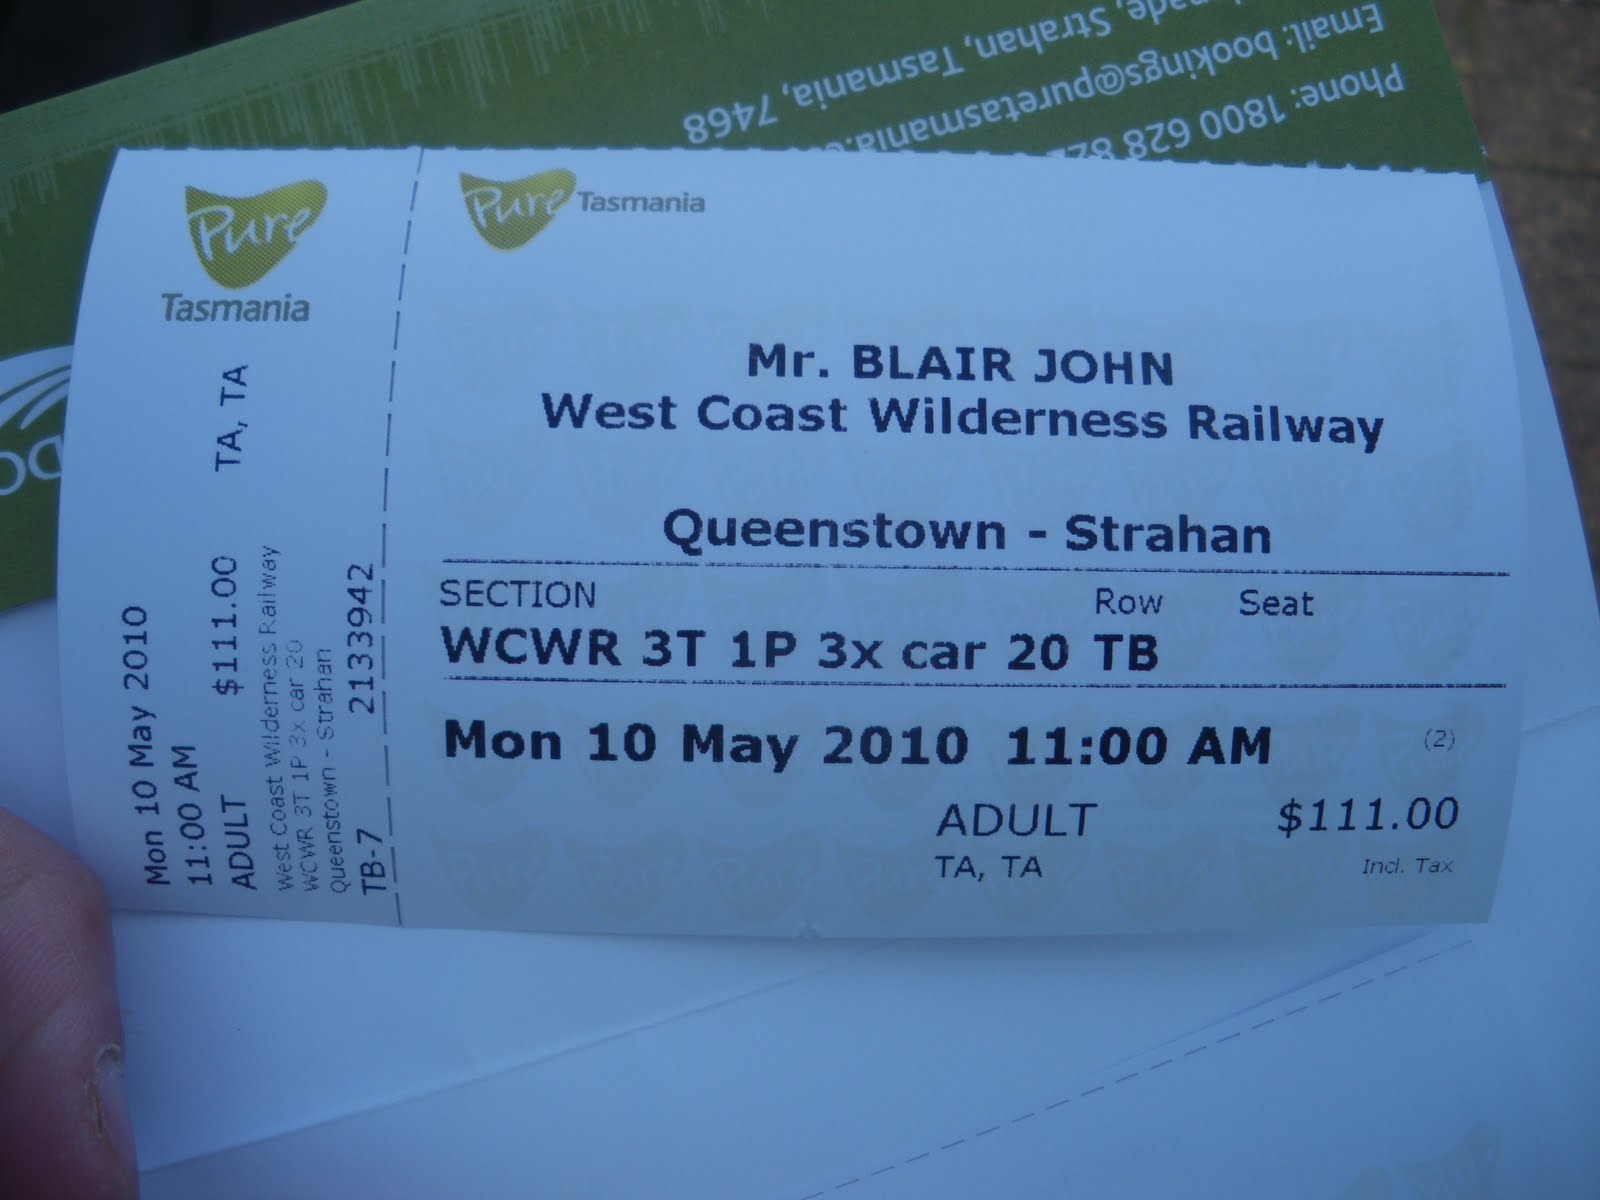 nade, Strahan, Tasmania, 7468
Email: bookings@puretasmania.
Phone: 1800 628
Pure
Tasmania
Mon 10 May 2010
11:00 AM
ADULT $111.00 TA, TA
West Coast Wilderness Railway
WCWR 3T 1P 3x car 20
Queenstown - Strahan
TB-7 2133942
Pure Tasmania
Mr. BLAIR JOHN
West Coast Wilderness Railway
Queenstown - Strahan
SECTION Row Seat
WCWR 3T 1P 3x car 20 TB
Mon 10 May 2010 11:00 AM (2)
ADULT $111.00
TA, TA Incl. Tax